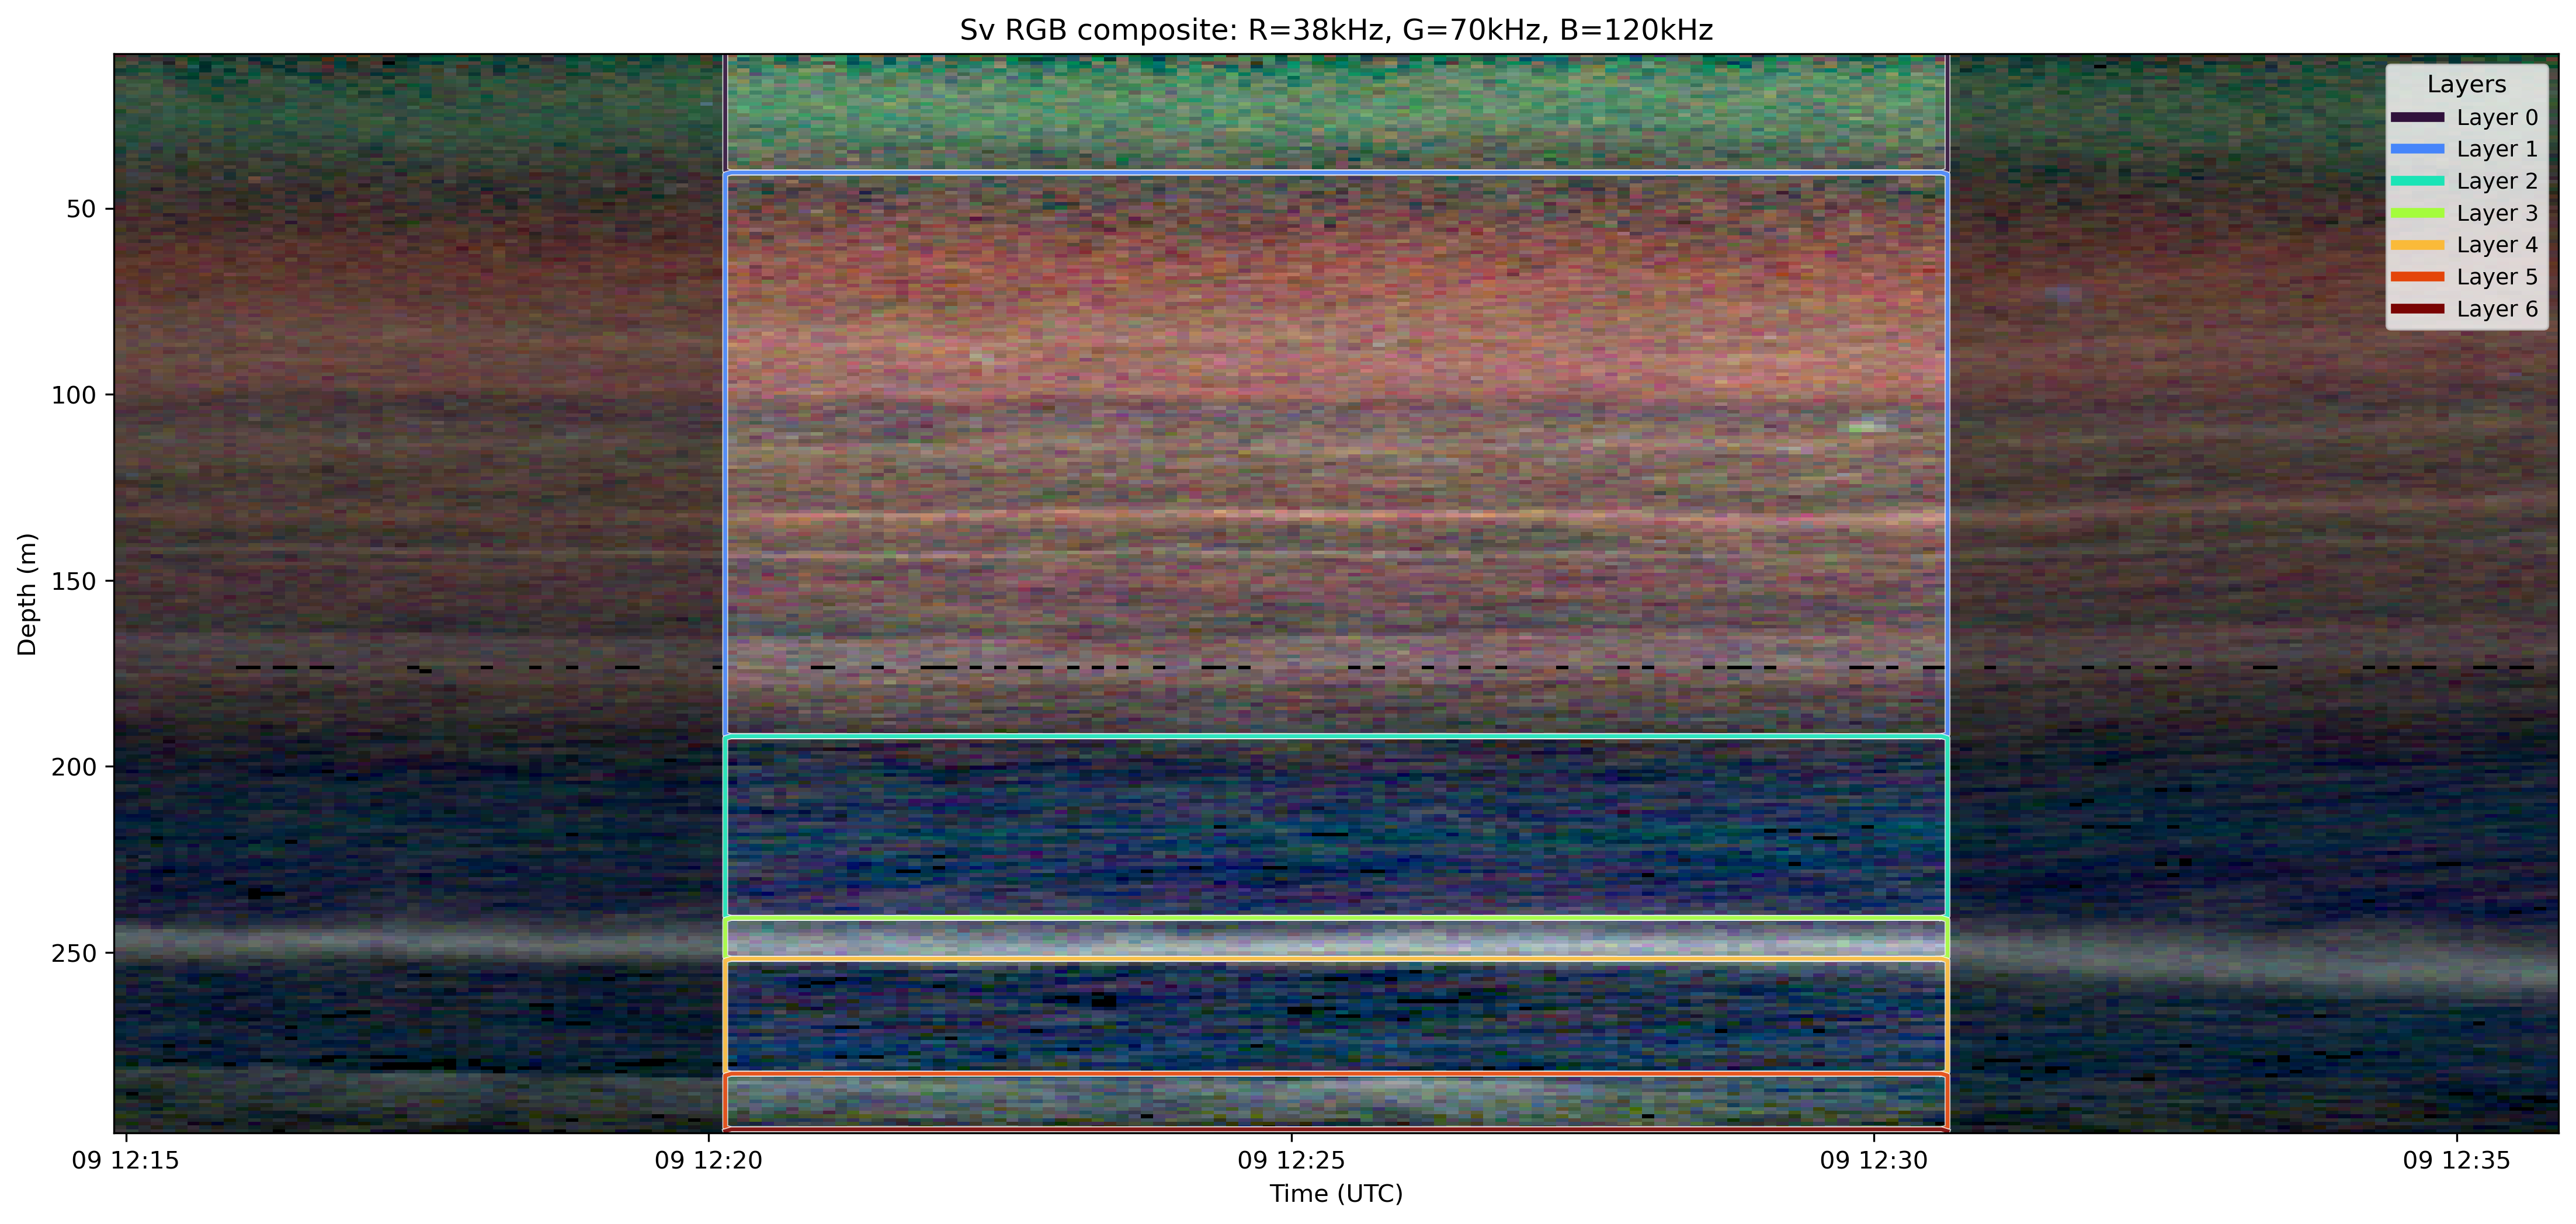 Sv RGB composite: R=38kHz, G=70kHz, B=120kHz
Layers
Layer 0
Layer 1
Layer 2
Layer 3
Layer 4
Layer 5
Layer 6
Depth (m)
50
100
150
200
250
09 12:15
09 12:20
09 12:25
09 12:30
09 12:35
Time (UTC)